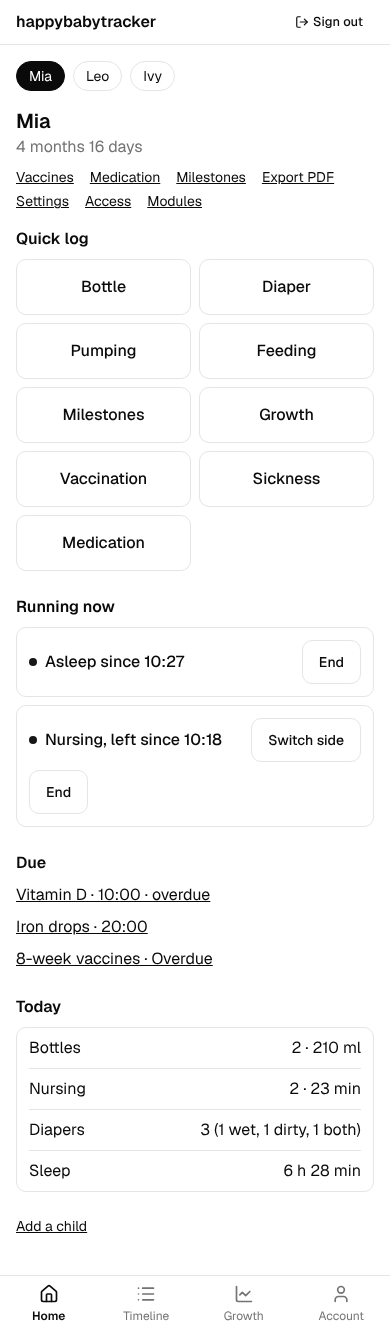 happybabytracker
Sign out
Mia
Leo
Ivy
Mia
4 months 16 days
Vaccines Medication Milestones Export PDF
Settings Access Modules
Quick log
Bottle
Diaper
Pumping
Feeding
Milestones
Growth
Vaccination
Sickness
Medication
Running now
Asleep since 10:27
End
Nursing, left since 10:18
Switch side
End
Due
Vitamin D · 10:00 · overdue
Iron drops · 20:00
8-week vaccines · Overdue
Today
Bottles 2 · 210 ml
Nursing 2 · 23 min
Diapers 3 (1 wet, 1 dirty, 1 both)
Sleep 6 h 28 min
Add a child
Home
Timeline
Growth
Account